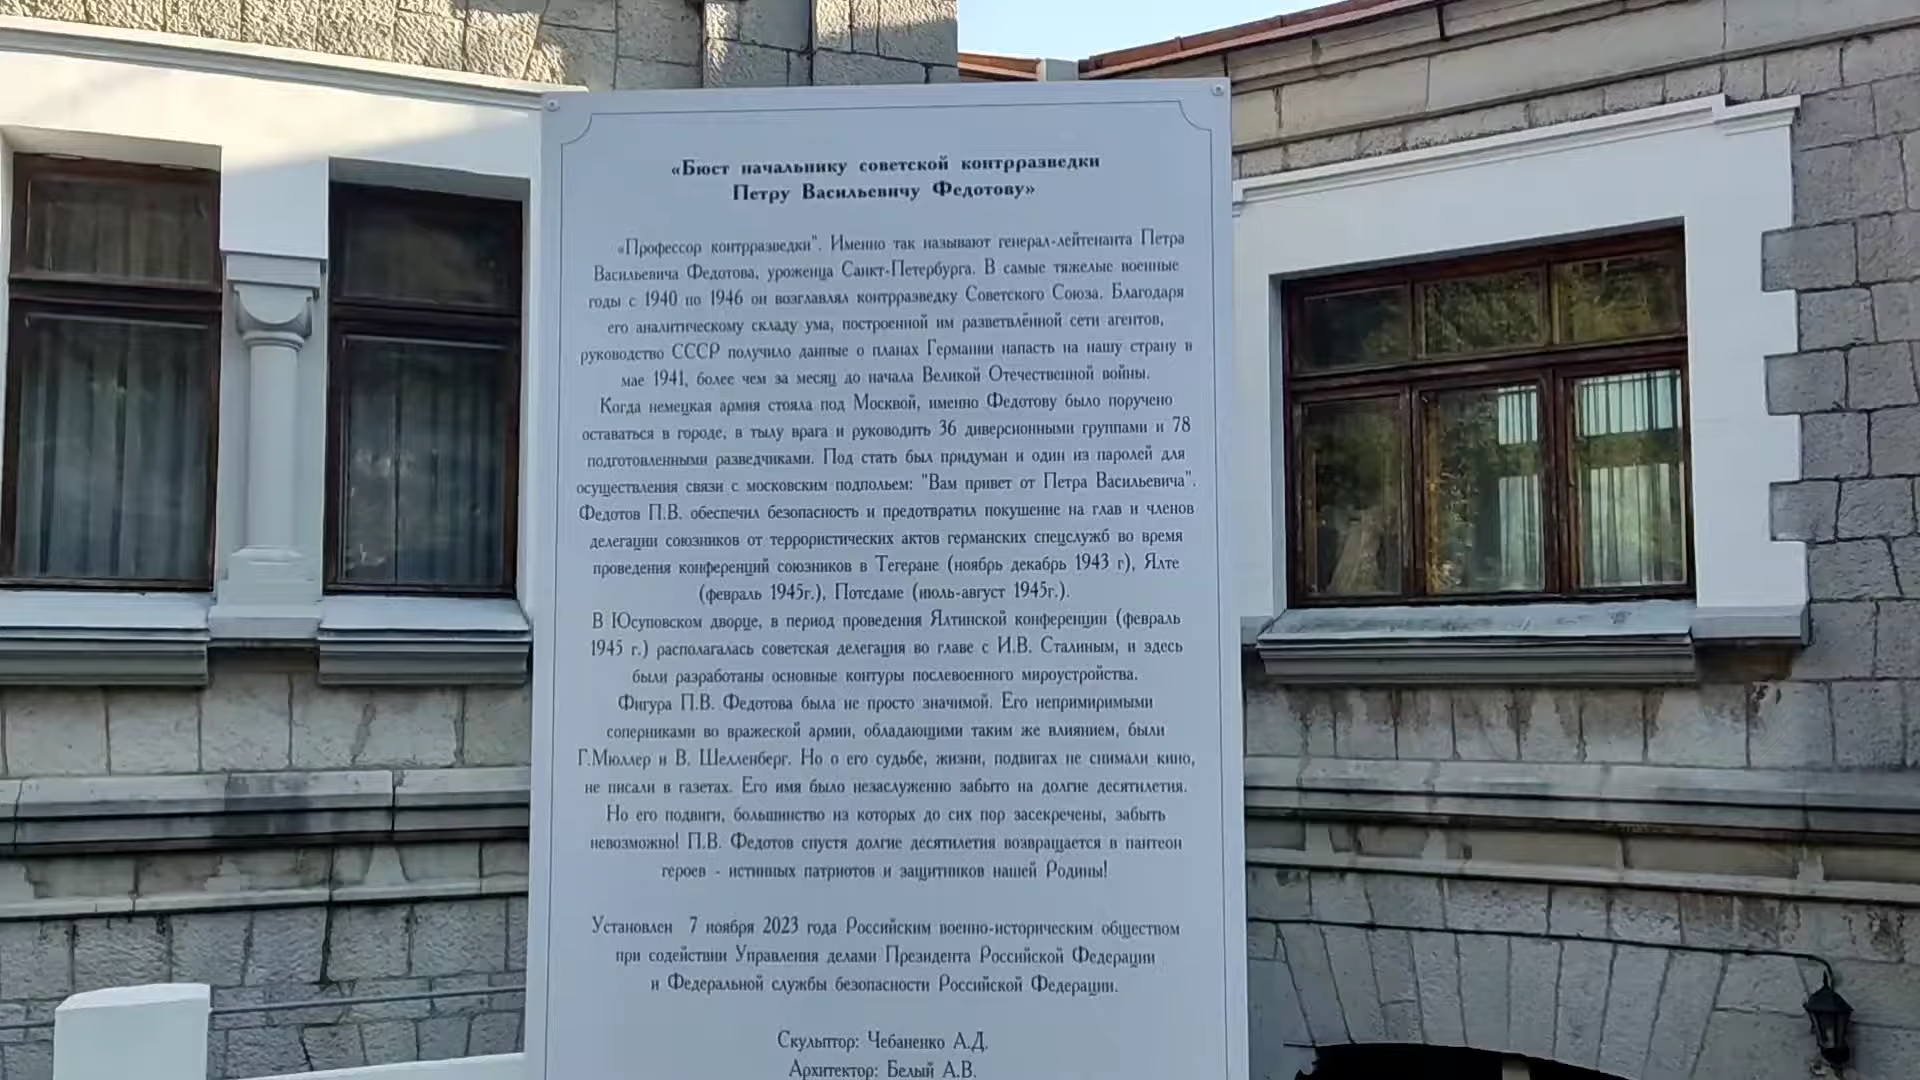 «Бюст начальнику советской контрразведки
Петру Васильевичу Федотову»
«Профессор контрразведки". Именно так называют генерал-лейтенанта Петра
Васильевича Федотова, уроженца Санкт-Петербурга. В самые тяжелые военные
годы с 1940 по 1946 он возглавлял контрразведку Советского Союза. Благодаря
его аналитическому складу ума, построенной им разветвлённой сети агентов,
руководство СССР получило данные о планах Германии напасть на нашу страну в
мае 1941, более чем за месяц до начала Великой Отечественной войны.
Когда немецкая армия стояла под Москвой, именно Федотову было поручено
оставаться в городе, в тылу врага и руководить 36 диверсионными группами и 78
подготовленными разведчиками. Под стать был придуман и один из паролей для
осуществления связи с московским подпольем: "Вам привет от Петра Васильевича".
Федотов П.В. обеспечил безопасность и предотвратил покушение на глав и членов
делегации союзников от террористических актов германских спецслужб во время
проведения конференций союзников в Тегеране (ноябрь декабрь 1943 г), Ялте
(февраль 1945г.), Потсдаме (июль-август 1945г.).
В Юсуповском дворце, в период проведения Ялтинской конференции (февраль
1945 г.) располагалась советская делегация во главе с И.В. Сталиным, и здесь
были разработаны основные контуры послевоенного мироустройства.
Фигура П.В. Федотова была не просто значимой. Его непримиримыми
соперниками во вражеской армии, обладающими таким же влиянием, были
Г.Мюллер и В. Шелленберг. Но о его судьбе, жизни, подвигах не снимали кино,
не писали в газетах. Его имя было незаслуженно забыто на долгие десятилетия.
Но его подвиги, большинство из которых до сих пор засекречены, забыть
невозможно! П.В. Федотов спустя долгие десятилетия возвращается в пантеон
героев - истинных патриотов и защитников нашей Родины!
Установлен 7 ноября 2023 года Российским военно-историческим обществом
при содействии Управления делами Президента Российской Федерации
и Федеральной службы безопасности Российской Федерации.
Скульптор: Чебаненко А.Д.
Архитектор: Белый А.В.